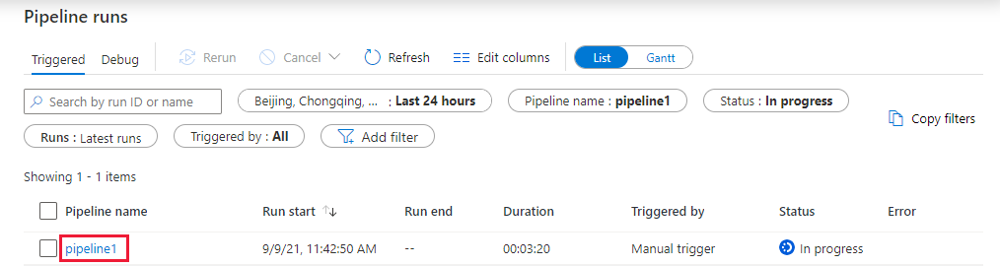 Pipeline runs
Triggered Debug Rerun Cancel Refresh Edit columns List Gantt
Search by run ID or name Beijing, Chongqing, ... : Last 24 hours Pipeline name : pipeline1 Status : In progress
Copy filters
Runs : Latest runs Triggered by : All Add filter
Showing 1 - 1 items
Pipeline name Run start ↑↓ Run end Duration Triggered by Status Error
pipeline1 9/9/21, 11:42:50 AM -- 00:03:20 Manual trigger In progress